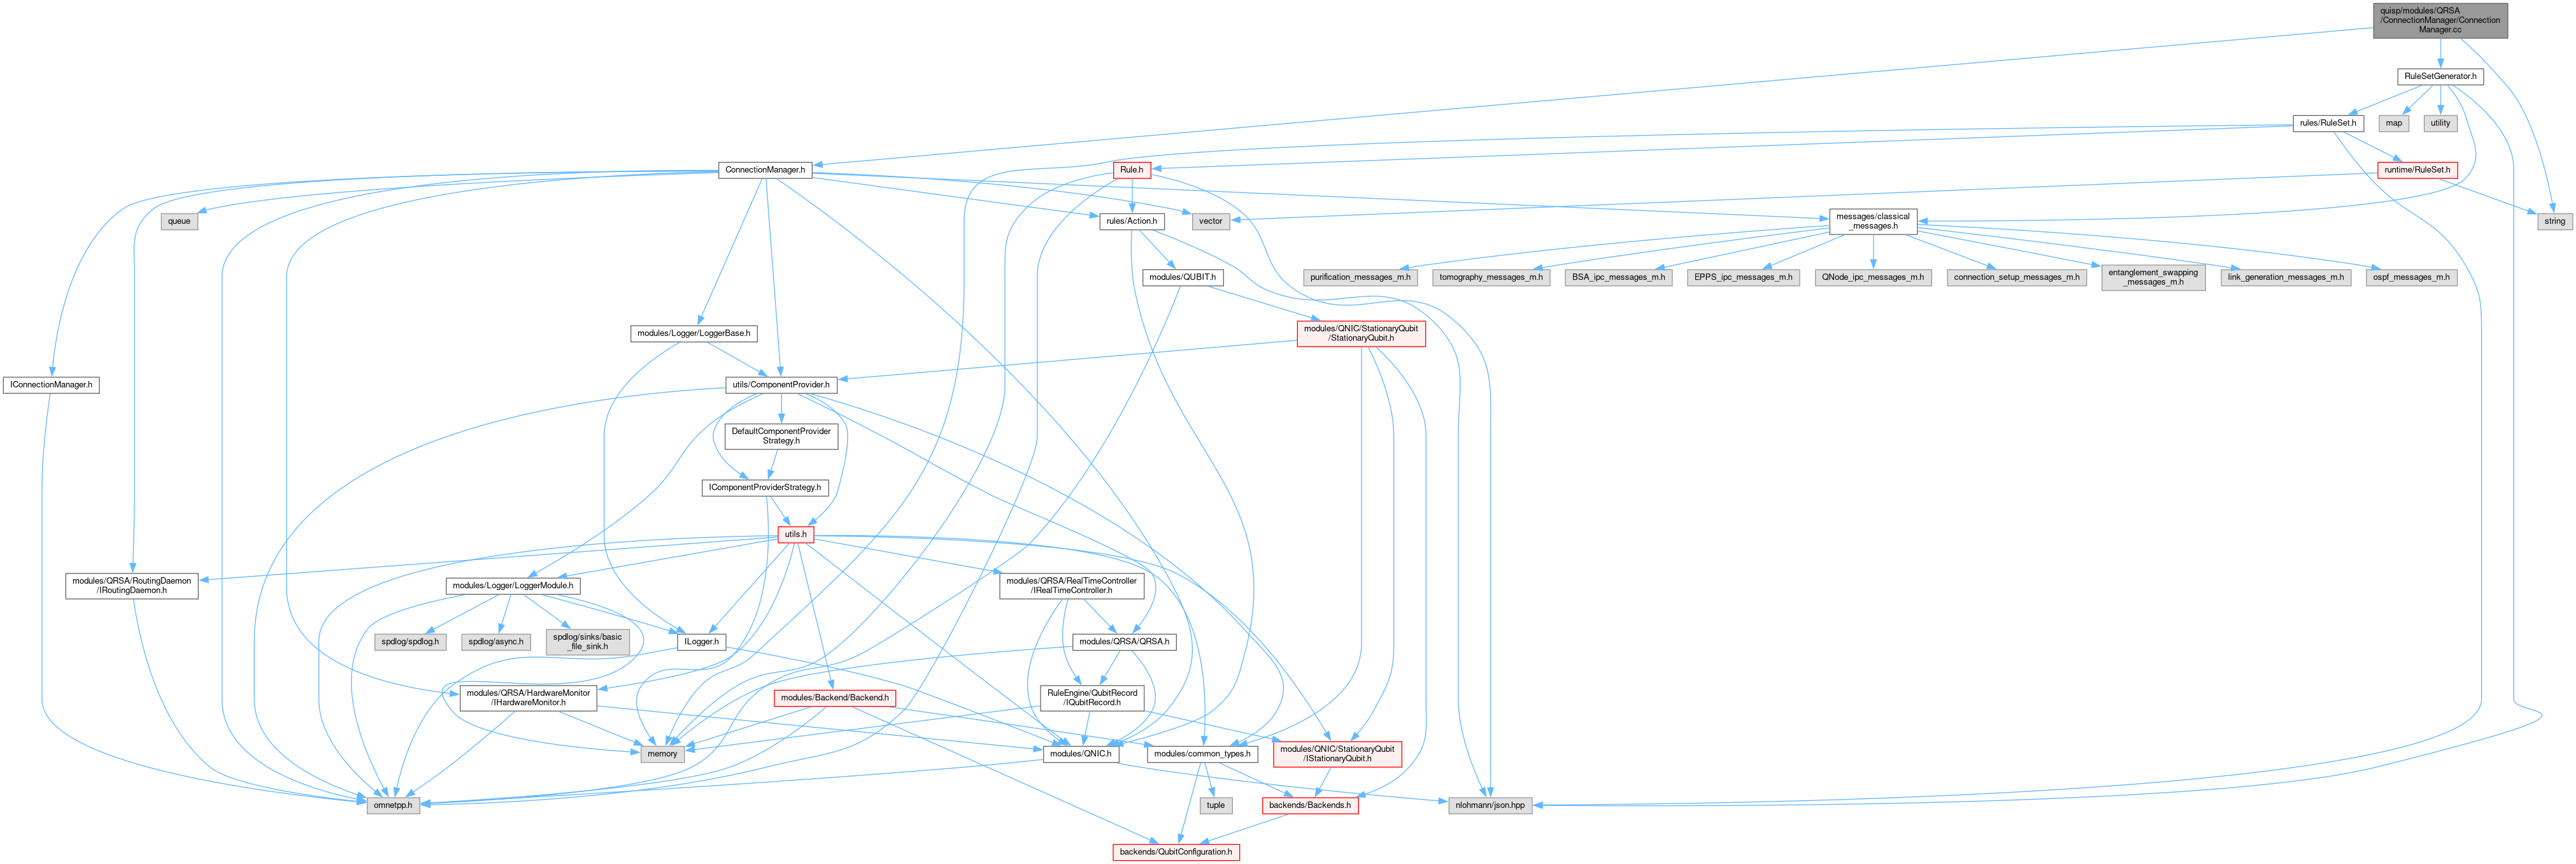 quisp/modules/QRSA
/ConnectionManager/Connection
Manager.cc
RuleSetGenerator.h
rules/RuleSet.h
map
utility
ConnectionManager.h
Rule.h
runtime/RuleSet.h
queue
rules/Action.h
vector
messages/classical
_messages.h
string
modules/QUBIT.h
purification_messages_m.h
tomography_messages_m.h
BSA_ipc_messages_m.h
EPPS_ipc_messages_m.h
QNode_ipc_messages_m.h
connection_setup_messages_m.h
entanglement_swapping
_messages_m.h
link_generation_messages_m.h
ospf_messages_m.h
modules/Logger/LoggerBase.h
modules/QNIC/StationaryQubit
/StationaryQubit.h
IConnectionManager.h
utils/ComponentProvider.h
DefaultComponentProvider
Strategy.h
IComponentProviderStrategy.h
utils.h
modules/QRSA/RoutingDaemon
/IRoutingDaemon.h
modules/Logger/LoggerModule.h
modules/QRSA/RealTimeController
/IRealTimeController.h
spdlog/spdlog.h
spdlog/async.h
spdlog/sinks/basic
_file_sink.h
ILogger.h
modules/QRSA/QRSA.h
modules/QRSA/HardwareMonitor
/IHardwareMonitor.h
modules/Backend/Backend.h
RuleEngine/QubitRecord
/IQubitRecord.h
memory
modules/QNIC.h
modules/common_types.h
modules/QNIC/StationaryQubit
/IStationaryQubit.h
omnetpp.h
tuple
backends/Backends.h
nlohmann/json.hpp
backends/QubitConfiguration.h